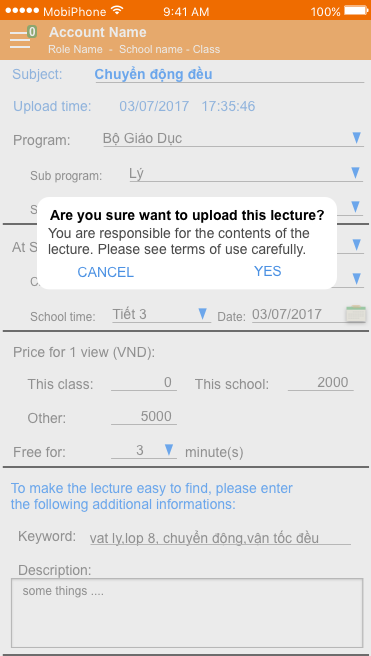 MobiPhone 9:41 AM 100%
0 Account Name
Role Name - School name - Class
Subject: Chuyển động đều
Upload time: 03/07/2017 17:35:46
Program: Bộ Giáo Dục
Sub program: Lý
S
Are you sure want to upload this lecture?
You are responsible for the contents of the
lecture. Please see terms of use carefully.
CANCEL YES
At S
C
School time: Tiết 3 Date: 03/07/2017
Price for 1 view (VND):
This class: 0 This school: 2000
Other: 5000
Free for: 3 minute(s)
To make the lecture easy to find, please enter
the following additional informations:
Keyword: vat ly,lop 8, chuyển động,vận tốc đều
Description:
some things ....